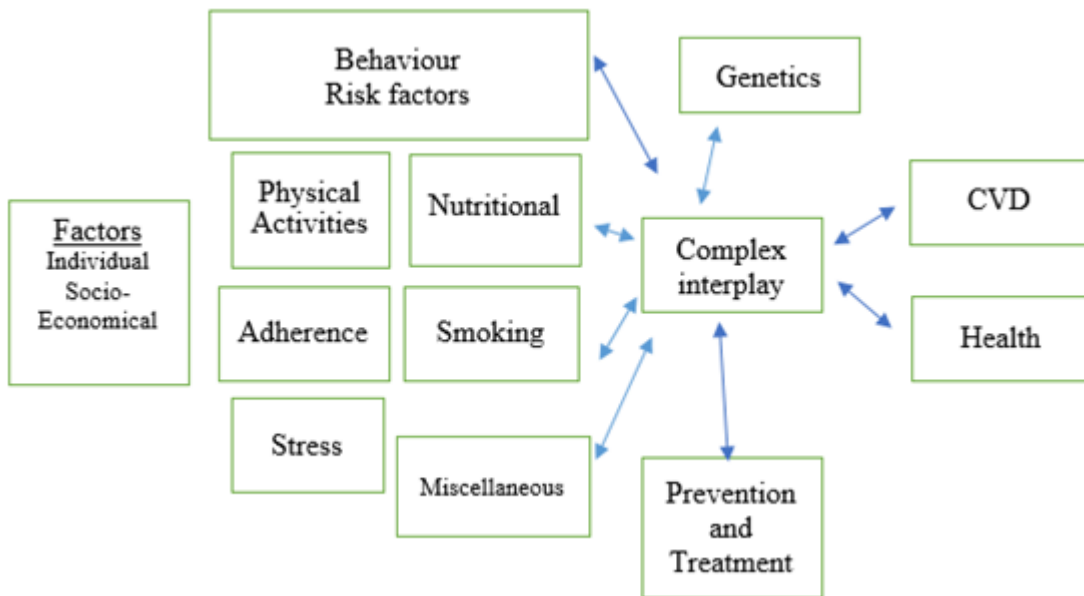 Behaviour
Risk factors
Genetics
Physical
Activities
Nutritional
CVD
Factors
Individual
Socio-
Economical
Complex
interplay
Adherence
Smoking
Health
Stress
Miscellaneous
Prevention
and
Treatment